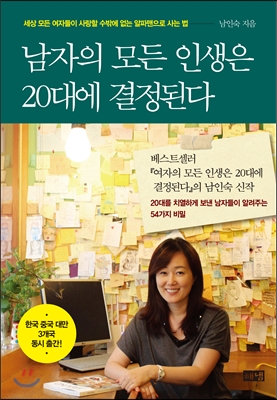 세상 모든 여자들이 사랑할 수밖에 없는 알파맨으로 사는 법
남인숙 지음
남자의 모든 인생은
20대에 결정된다
베스트셀러
『여자의 모든 인생은 20대에
결정된다』의 남인숙 신작
20대를 치열하게 보낸 남자들이 알려주는
54가지 비밀
한국 중국 대만
3개국
동시 출간!
해냄